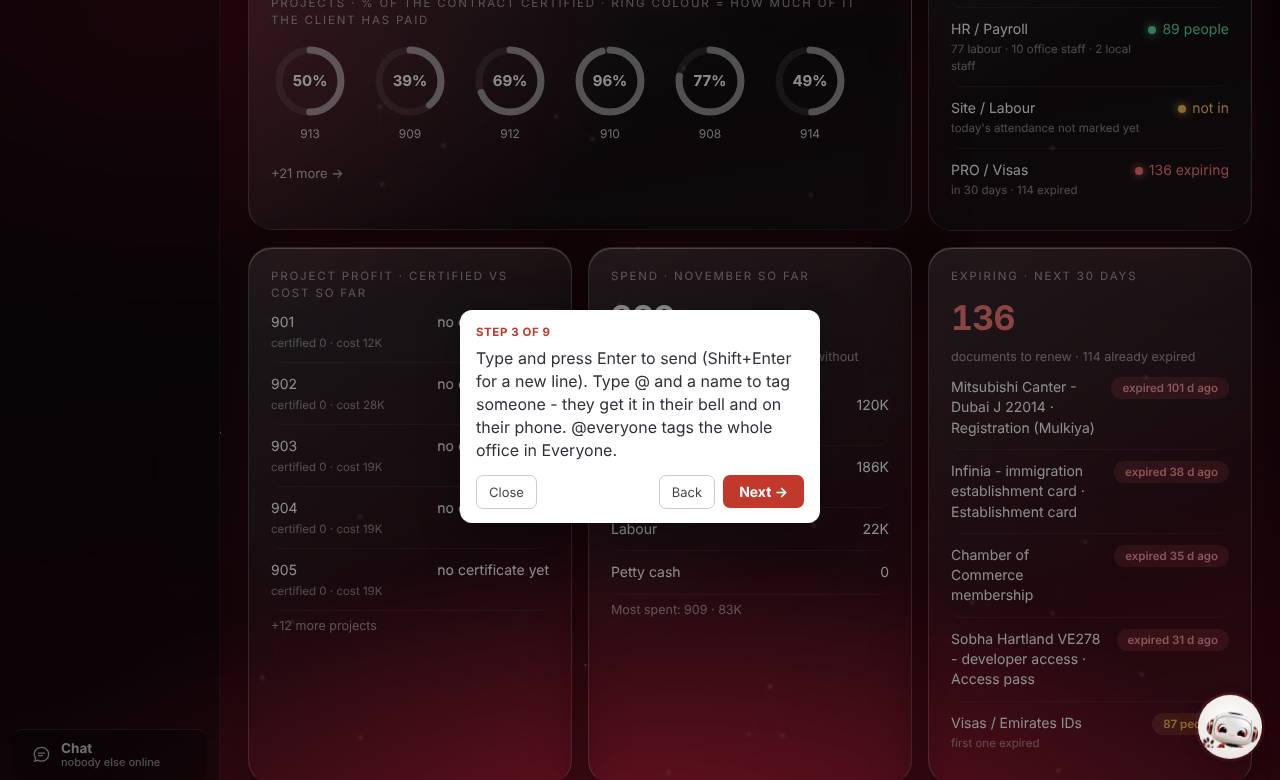 PROJECTS · % OF THE CONTRACT CERTIFIED · RING COLOUR = HOW MUCH OF IT
THE CLIENT HAS PAID
50%
39%
69%
96%
77%
49%
913
909
912
910
908
914
+21 more →
HR / Payroll
89 people
77 labour · 10 office staff · 2 local
staff
Site / Labour
not in
today's attendance not marked yet
PRO / Visas
136 expiring
in 30 days · 114 expired
PROJECT PROFIT · CERTIFIED VS
COST SO FAR
901
no
certified 0 · cost 12K
902
no
certified 0 · cost 28K
903
no
certified 0 · cost 19K
904
no
certified 0 · cost 19K
905
no certificate yet
certified 0 · cost 19K
+12 more projects
SPEND · NOVEMBER SO FAR
without
120K
186K
Labour
22K
Petty cash
0
Most spent: 909 · 83K
STEP 3 OF 9
Type and press Enter to send (Shift+Enter
for a new line). Type @ and a name to tag
someone - they get it in their bell and on
their phone. @everyone tags the whole
office in Everyone.
Close
Back
Next →
EXPIRING · NEXT 30 DAYS
136
documents to renew · 114 already expired
Mitsubishi Canter -
Dubai J 22014 ·
Registration (Mulkiya)
expired 101 d ago
Infinia - immigration
establishment card ·
Establishment card
expired 38 d ago
Chamber of
Commerce
membership
expired 35 d ago
Sobha Hartland VE278
- developer access ·
Access pass
expired 31 d ago
Visas / Emirates IDs
87
first one expired
Chat
nobody else online